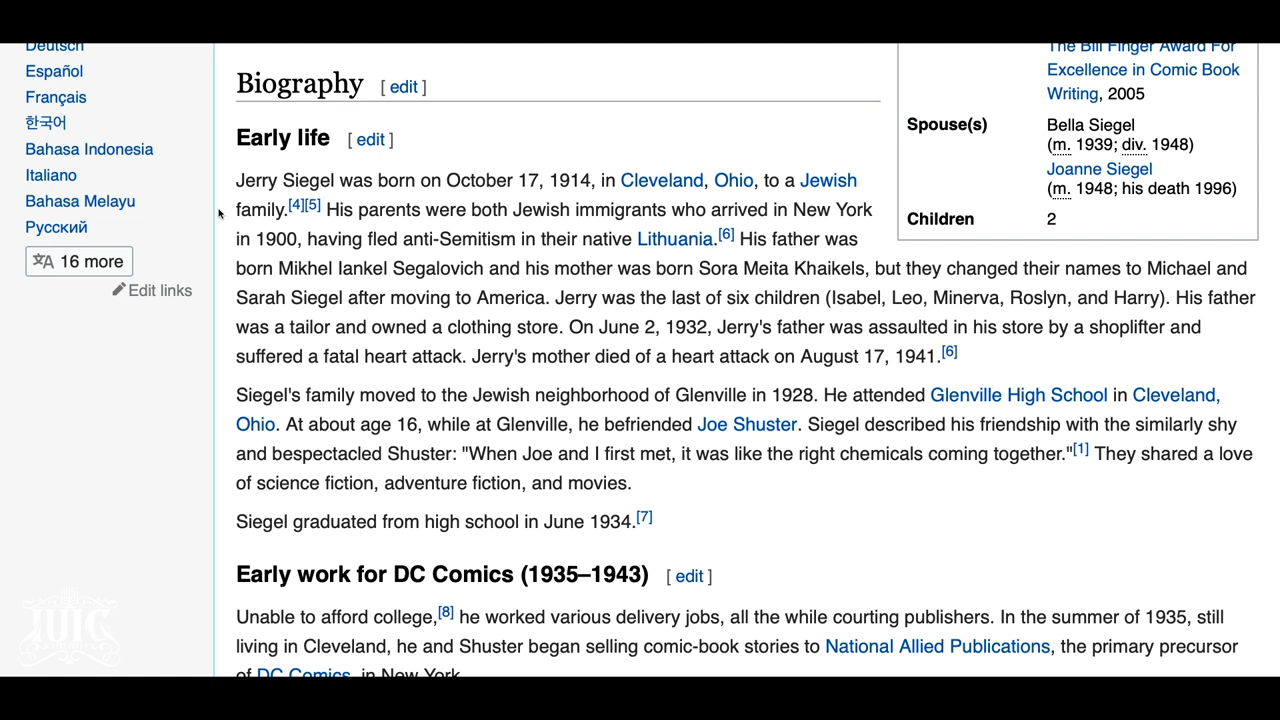 Deutsch
Español
Français
한국어
Bahasa Indonesia
Italiano
Bahasa Melayu
Русский
16 more
Edit links
Biography [ edit ]
Early life [ edit ]
Jerry Siegel was born on October 17, 1914, in Cleveland, Ohio, to a Jewish
family.[4][5] His parents were both Jewish immigrants who arrived in New York
in 1900, having fled anti-Semitism in their native Lithuania.[6] His father was
born Mikhel Iankel Segalovich and his mother was born Sora Meita Khaikels, but they changed their names to Michael and
Sarah Siegel after moving to America. Jerry was the last of six children (Isabel, Leo, Minerva, Roslyn, and Harry). His father
was a tailor and owned a clothing store. On June 2, 1932, Jerry's father was assaulted in his store by a shoplifter and
suffered a fatal heart attack. Jerry's mother died of a heart attack on August 17, 1941.[6]
Siegel's family moved to the Jewish neighborhood of Glenville in 1928. He attended Glenville High School in Cleveland,
Ohio. At about age 16, while at Glenville, he befriended Joe Shuster. Siegel described his friendship with the similarly shy
and bespectacled Shuster: "When Joe and I first met, it was like the right chemicals coming together."[1] They shared a love
of science fiction, adventure fiction, and movies.
Siegel graduated from high school in June 1934.[7]
Early work for DC Comics (1935–1943) [ edit ]
Unable to afford college,[8] he worked various delivery jobs, all the while courting publishers. In the summer of 1935, still
living in Cleveland, he and Shuster began selling comic-book stories to National Allied Publications, the primary precursor
of DC Comics, in New York.
The Bill Finger Award For
Excellence in Comic Book
Writing, 2005
Spouse(s) Bella Siegel
(m. 1939; div. 1948)
Joanne Siegel
(m. 1948; his death 1996)
Children 2
IUIC